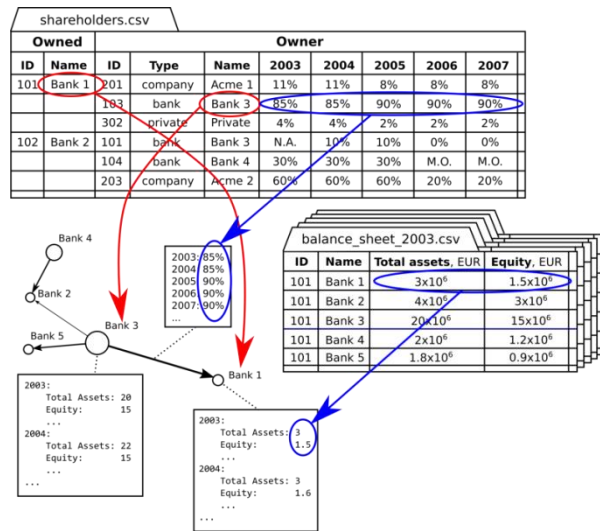 shareholders.csv
Owned Owner
ID Name ID Type Name 2003 2004 2005 2006 2007
101 Bank 1 201 company Acme 1 11% 11% 8% 8% 8%
103 bank Bank 3 85% 85% 90% 90% 90%
302 private Private 4% 4% 2% 2% 2%
102 Bank 2 101 bank Bank 3 N.A. 10% 10% 0% 0%
104 bank Bank 4 30% 30% 30% M.O. M.O.
203 company Acme 2 60% 60% 60% 20% 20%
balance_sheet_2003.csv
ID Name Total assets, EUR Equity, EUR
101 Bank 1 3x10⁶ 1.5x10⁶
101 Bank 2 4x10⁶ 3x10⁶
101 Bank 3 20x10⁶ 15x10⁶
101 Bank 4 2x10⁶ 1.2x10⁶
101 Bank 5 1.8x10⁶ 0.9x10⁶
2003: 85%
2004: 85%
2005: 90%
2006: 90%
2007: 90%
...
Bank 4
Bank 2
Bank 5
Bank 3
Bank 1
2003:
Total Assets: 20
Equity: 15
...
2004:
Total Assets: 22
Equity: 15
...
...
2003:
Total Assets: 3
Equity: 1.5
...
2004:
Total Assets: 3
Equity: 1.6
...
...